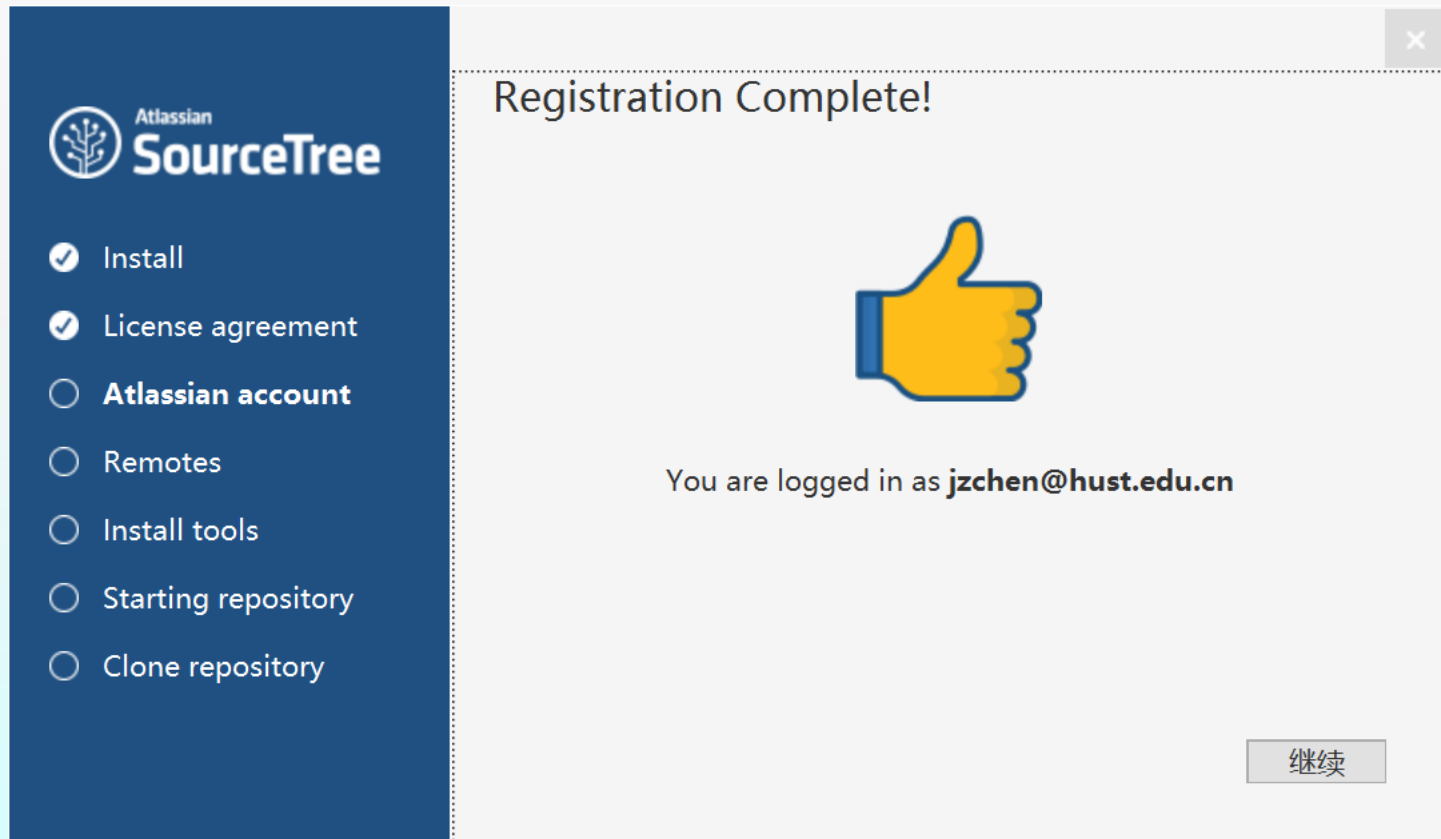 Atlassian
SourceTree
Install
License agreement
Atlassian account
Remotes
Install tools
Starting repository
Clone repository
Registration Complete!
You are logged in as jzchen@hust.edu.cn
继续